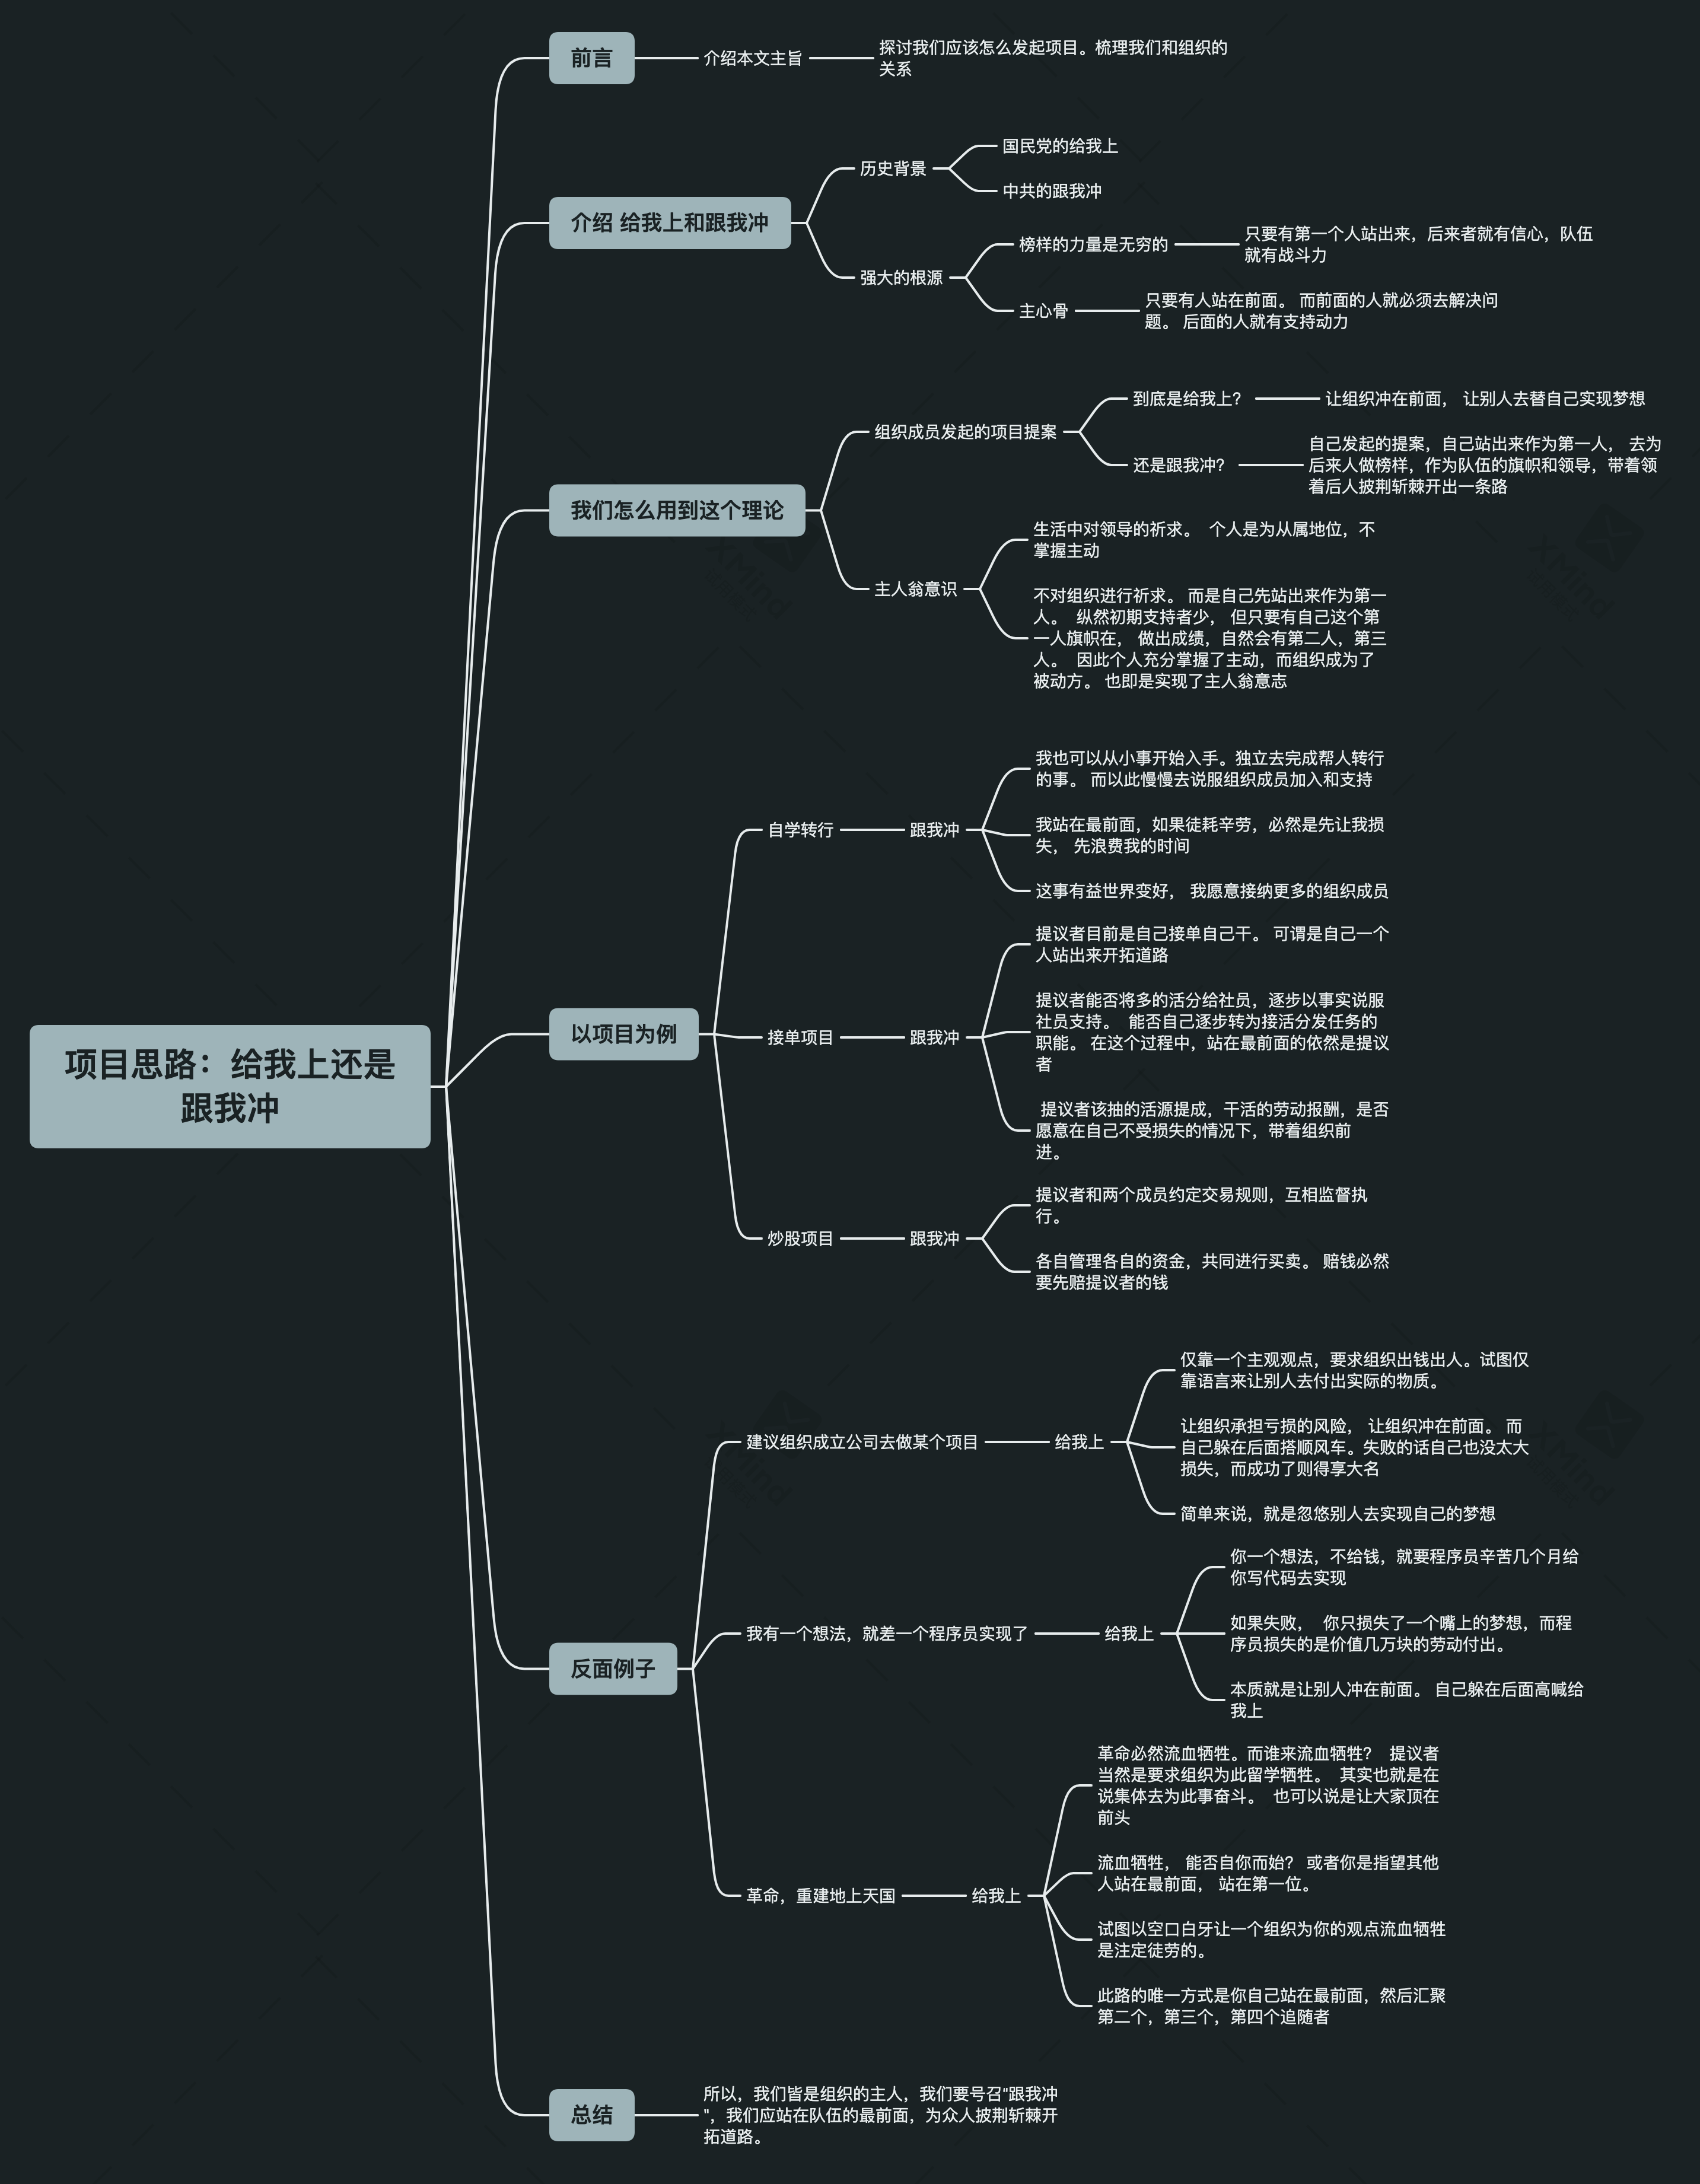 前言
介绍本文主旨
探讨我们应该怎么发起项目。梳理我们和组织的
关系
介绍 给我上和跟我冲
历史背景
国民党的给我上
中共的跟我冲
强大的根源
榜样的力量是无穷的
只要有第一个人站出来，后来者就有信心，队伍
就有战斗力
主心骨
只要有人站在前面。 而前面的人就必须去解决问
题。 后面的人就有支持动力
我们怎么用到这个理论
组织成员发起的项目提案
到底是给我上？
让组织冲在前面， 让别人去替自己实现梦想
还是跟我冲？
自己发起的提案，自己站出来作为第一人， 去为
后来人做榜样，作为队伍的旗帜和领导，带着领
着后人披荆斩棘开出一条路
主人翁意识
生活中对领导的祈求。 个人是为从属地位，不
掌握主动
不对组织进行祈求。 而是自己先站出来作为第一
人。 纵然初期支持者少， 但只要有自己这个第
一人旗帜在， 做出成绩，自然会有第二人，第三
人。 因此个人充分掌握了主动，而组织成为了
被动方。 也即是实现了主人翁意志
项目思路：给我上还是
跟我冲
以项目为例
自学转行
跟我冲
我也可以从小事开始入手。独立去完成帮人转行
的事。 而以此慢慢去说服组织成员加入和支持
我站在最前面，如果徒耗辛劳，必然是先让我损
失， 先浪费我的时间
这事有益世界变好， 我愿意接纳更多的组织成员
接单项目
跟我冲
提议者目前是自己接单自己干。 可谓是自己一个
人站出来开拓道路
提议者能否将多的活分给社员，逐步以事实说服
社员支持。 能否自己逐步转为接活分发任务的
职能。 在这个过程中，站在最前面的依然是提议
者
提议者该抽的活源提成，干活的劳动报酬，是否
愿意在自己不受损失的情况下，带着组织前
进。
炒股项目
跟我冲
提议者和两个成员约定交易规则，互相监督执
行。
各自管理各自的资金，共同进行买卖。 赔钱必然
要先赔提议者的钱
反面例子
建议组织成立公司去做某个项目
给我上
仅靠一个主观观点，要求组织出钱出人。试图仅
靠语言来让别人去付出实际的物质。
让组织承担亏损的风险， 让组织冲在前面。 而
自己躲在后面搭顺风车。失败的话自己也没太大
损失，而成功了则得享大名
简单来说，就是忽悠别人去实现自己的梦想
我有一个想法，就差一个程序员实现了
给我上
你一个想法，不给钱，就要程序员辛苦几个月给
你写代码去实现
如果失败， 你只损失了一个嘴上的梦想，而程
序员损失的是价值几万块的劳动付出。
本质就是让别人冲在前面。 自己躲在后面高喊给
我上
革命，重建地上天国
给我上
革命必然流血牺牲。而谁来流血牺牲？ 提议者
当然是要求组织为此留学牺牲。 其实也就是在
说集体去为此事奋斗。 也可以说是让大家顶在
前头
流血牺牲， 能否自你而始？ 或者你是指望其他
人站在最前面， 站在第一位。
试图以空口白牙让一个组织为你的观点流血牺牲
是注定徒劳的。
此路的唯一方式是你自己站在最前面，然后汇聚
第二个，第三个，第四个追随者
总结
所以，我们皆是组织的主人，我们要号召"跟我冲
"，我们应站在队伍的最前面，为众人披荆斩棘开
拓道路。
XMind
XMind
XMind
XMind